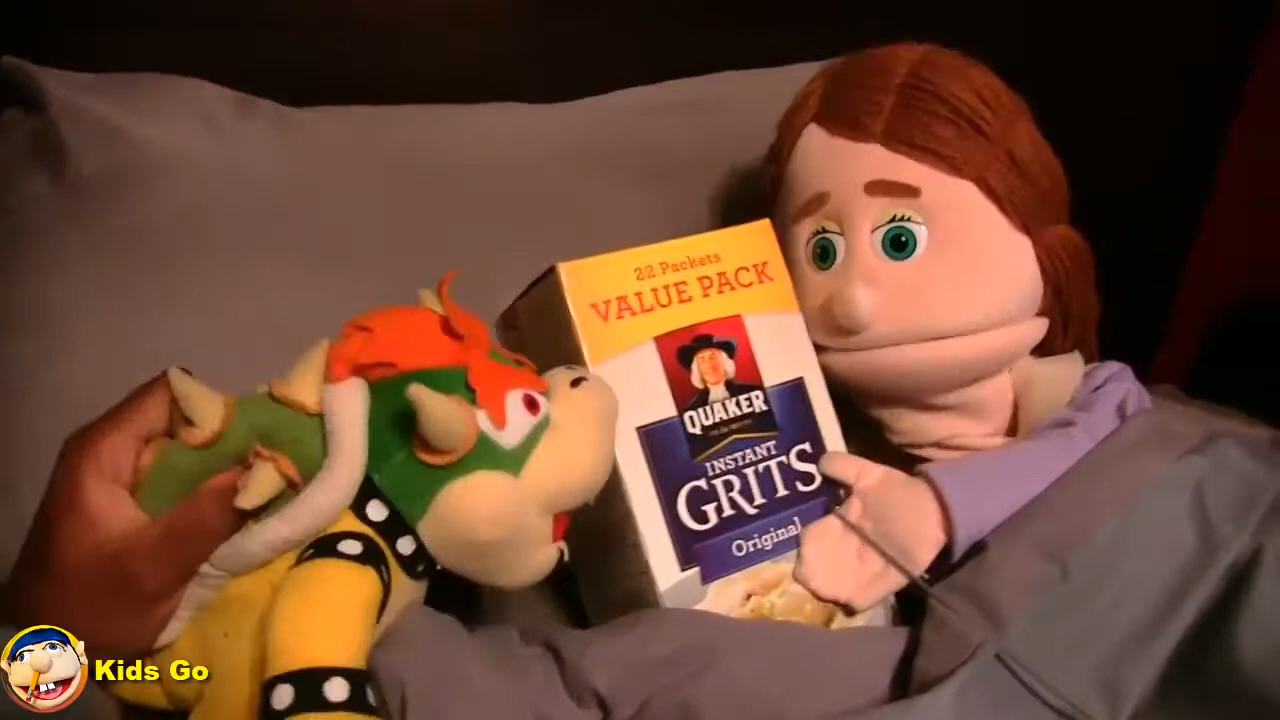 22 Packets
VALUE PACK
QUAKER
INSTANT
GRITS
Original
Kids Go